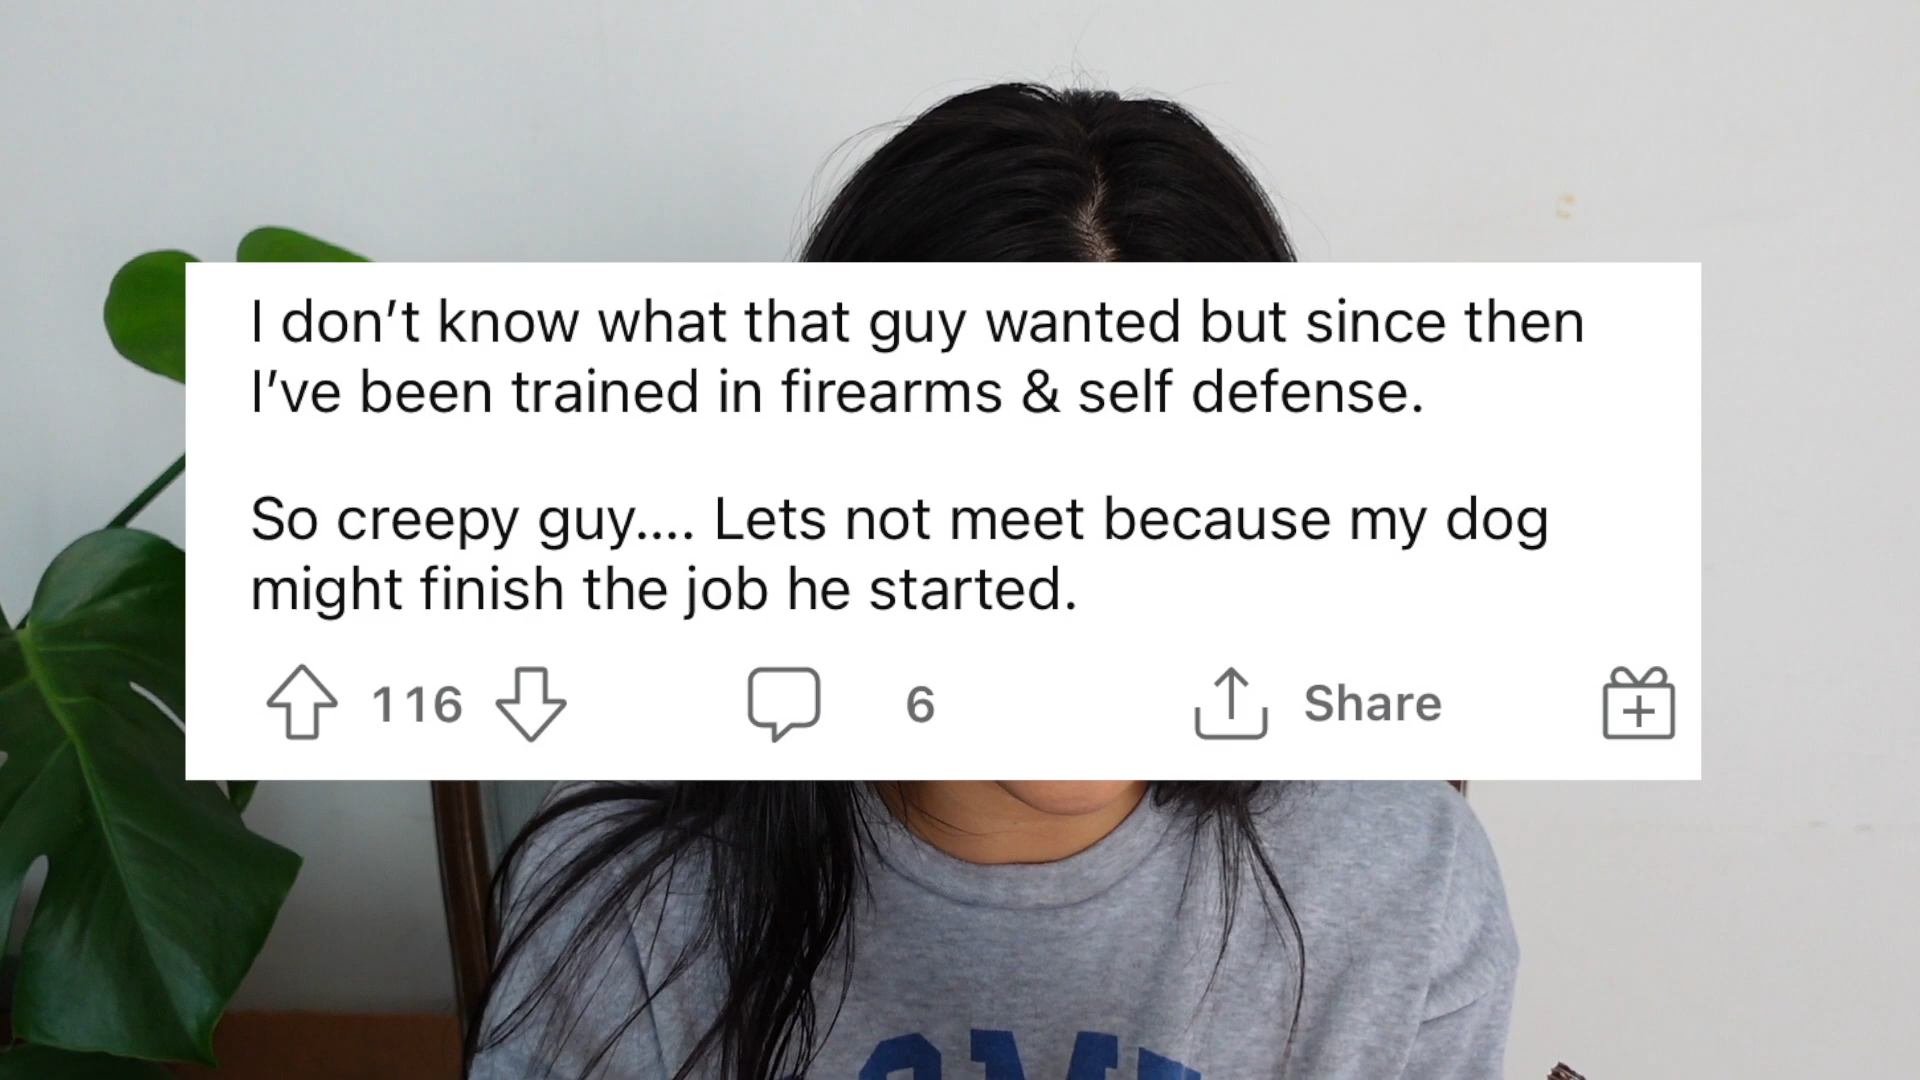 I don’t know what that guy wanted but since then
I’ve been trained in firearms & self defense.
So creepy guy.... Lets not meet because my dog
might finish the job he started.
116
6
Share